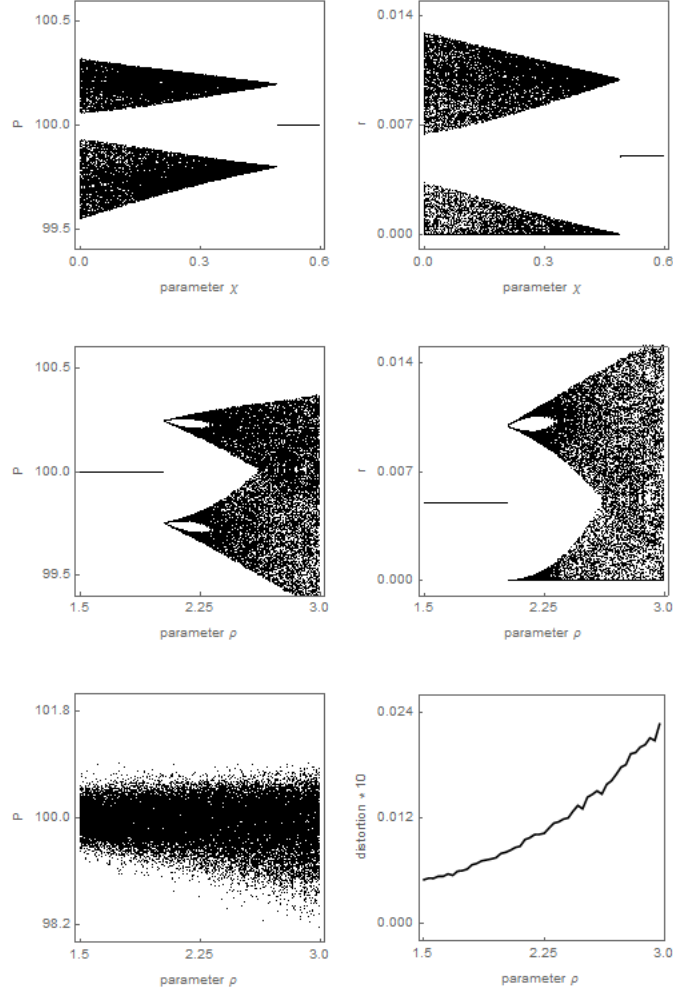 100.5
100.0
99.5
P
0.0 0.3 0.6
parameter χ
0.014
0.007
0.000
r
0.0 0.3 0.6
parameter χ
100.5
100.0
99.5
P
1.5 2.25 3.0
parameter ρ
0.014
0.007
0.000
r
1.5 2.25 3.0
parameter ρ
101.8
100.0
98.2
P
1.5 2.25 3.0
parameter ρ
0.024
0.012
0.000
distortion * 10
1.5 2.25 3.0
parameter ρ